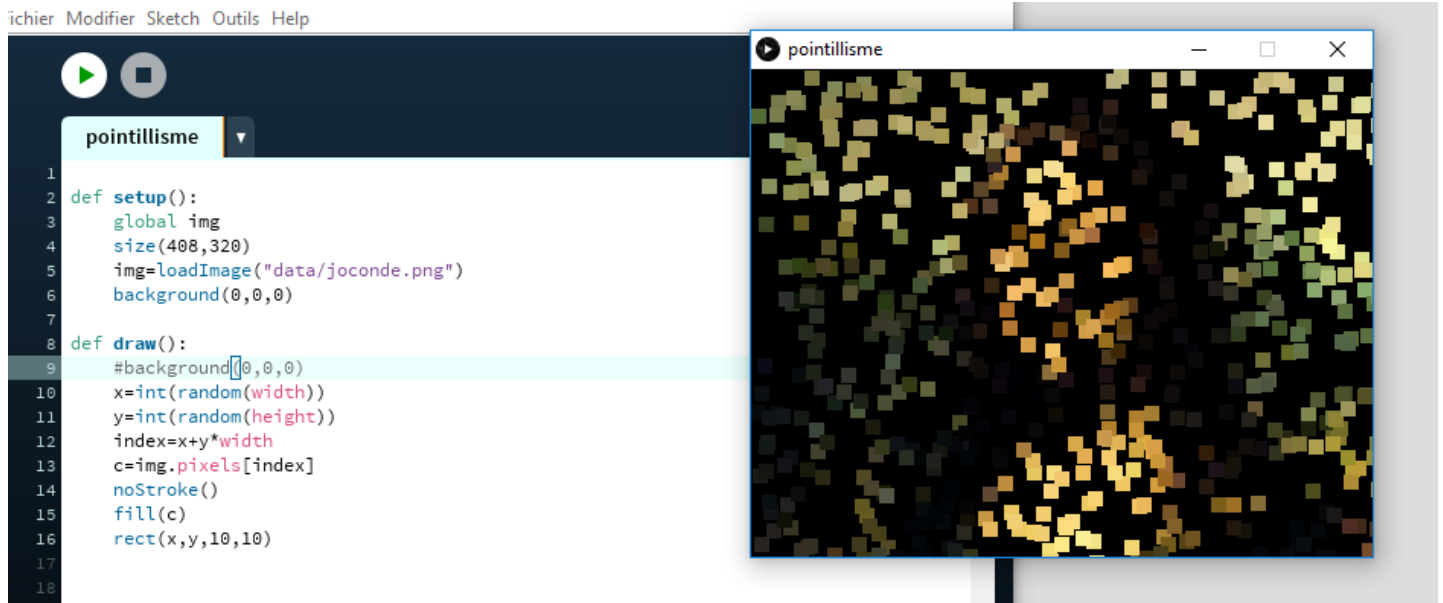 ichier Modifier Sketch Outils Help
pointillisme
pointillisme
1
2 def setup():
3     global img
4     size(408,320)
5     img=loadImage("data/joconde.png")
6     background(0,0,0)
7
8 def draw():
9     #background(0,0,0)
10     x=int(random(width))
11     y=int(random(height))
12     index=x+y*width
13     c=img.pixels[index]
14     noStroke()
15     fill(c)
16     rect(x,y,10,10)
17
18